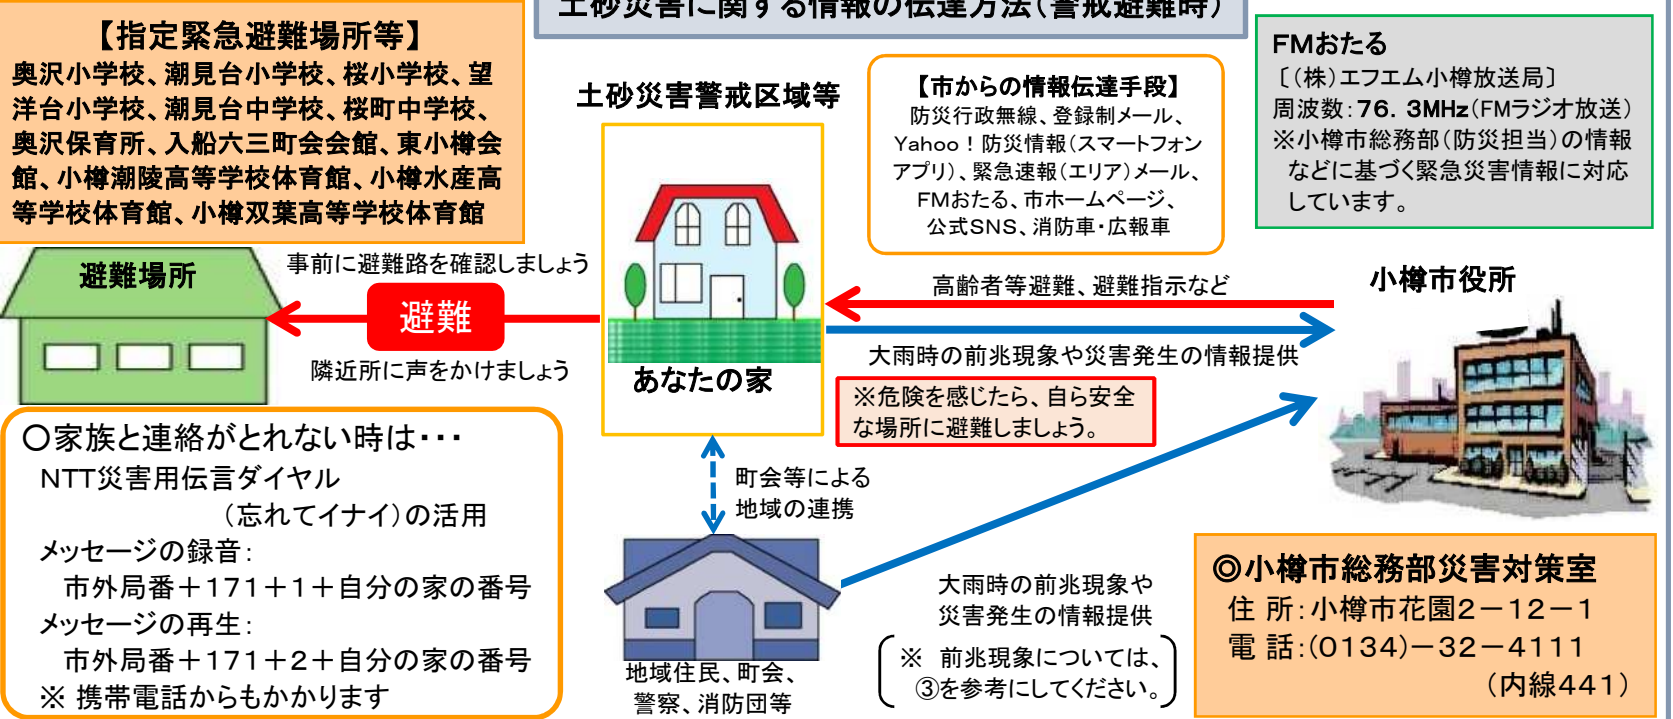 土砂災害に関する情報の伝達方法（警戒避難時）
【指定緊急避難場所等】
奥沢小学校、潮見台小学校、桜小学校、望
洋台小学校、潮見台中学校、桜町中学校、
奥沢保育所、入船六三町会会館、東小樽会
館、小樽潮陵高等学校体育館、小樽水産高
等学校体育館、小樽双葉高等学校体育館
土砂災害警戒区域等
【市からの情報伝達手段】
防災行政無線、登録制メール、
Yahoo！防災情報（スマートフォン
アプリ）、緊急速報（エリア）メール、
FMおたる、市ホームページ、
公式SNS、消防車・広報車
FMおたる
〔（株）エフエム小樽放送局〕
周波数：76．3MHz（FMラジオ放送）
※小樽市総務部（防災担当）の情報
などに基づく緊急災害情報に対応
しています。
避難場所
事前に避難路を確認しましょう
避難
隣近所に声をかけましょう
あなたの家
高齢者等避難、避難指示など
大雨時の前兆現象や災害発生の情報提供
※危険を感じたら、自ら安全
な場所に避難しましょう。
小樽市役所
〇家族と連絡がとれない時は・・・
NTT災害用伝言ダイヤル
（忘れてイナイ）の活用
メッセージの録音：
市外局番＋171＋1＋自分の家の番号
メッセージの再生：
市外局番＋171＋2＋自分の家の番号
※ 携帯電話からもかかります
町会等による
地域の連携
地域住民、町会、
警察、消防団等
大雨時の前兆現象や
災害発生の情報提供
※　前兆現象については、
③を参考にしてください。
◎小樽市総務部災害対策室
住 所：小樽市花園2－12－1
電 話：（0134）－32－4111
（内線441）